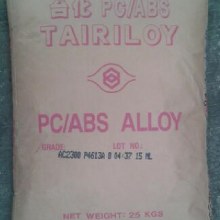 台化 PC/ABS
TAIRILOY
PC/ABS ALLOY
GRADE: LOT NO.:
AC2300 P4613A 0 04:37 15 ML
NET WEIGHT: 25 KGS